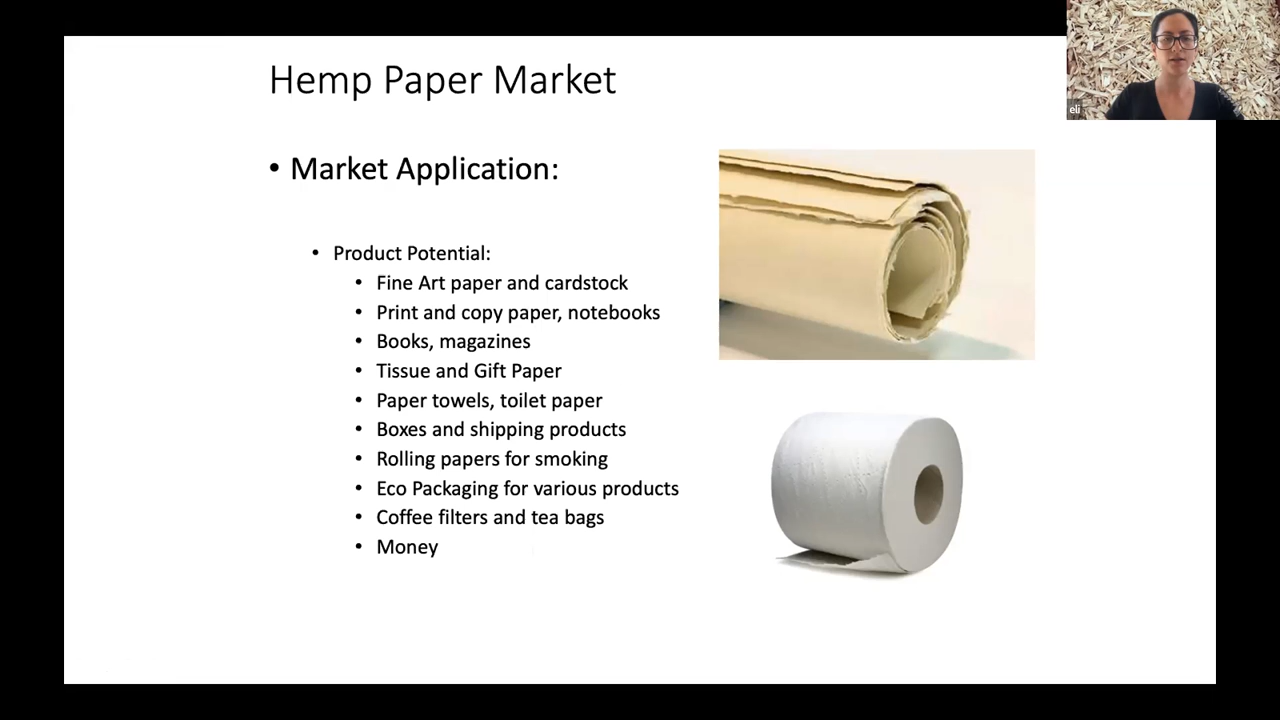 Hemp Paper Market
eli
• Market Application:
• Product Potential:
• Fine Art paper and cardstock
• Print and copy paper, notebooks
• Books, magazines
• Tissue and Gift Paper
• Paper towels, toilet paper
• Boxes and shipping products
• Rolling papers for smoking
• Eco Packaging for various products
• Coffee filters and tea bags
• Money